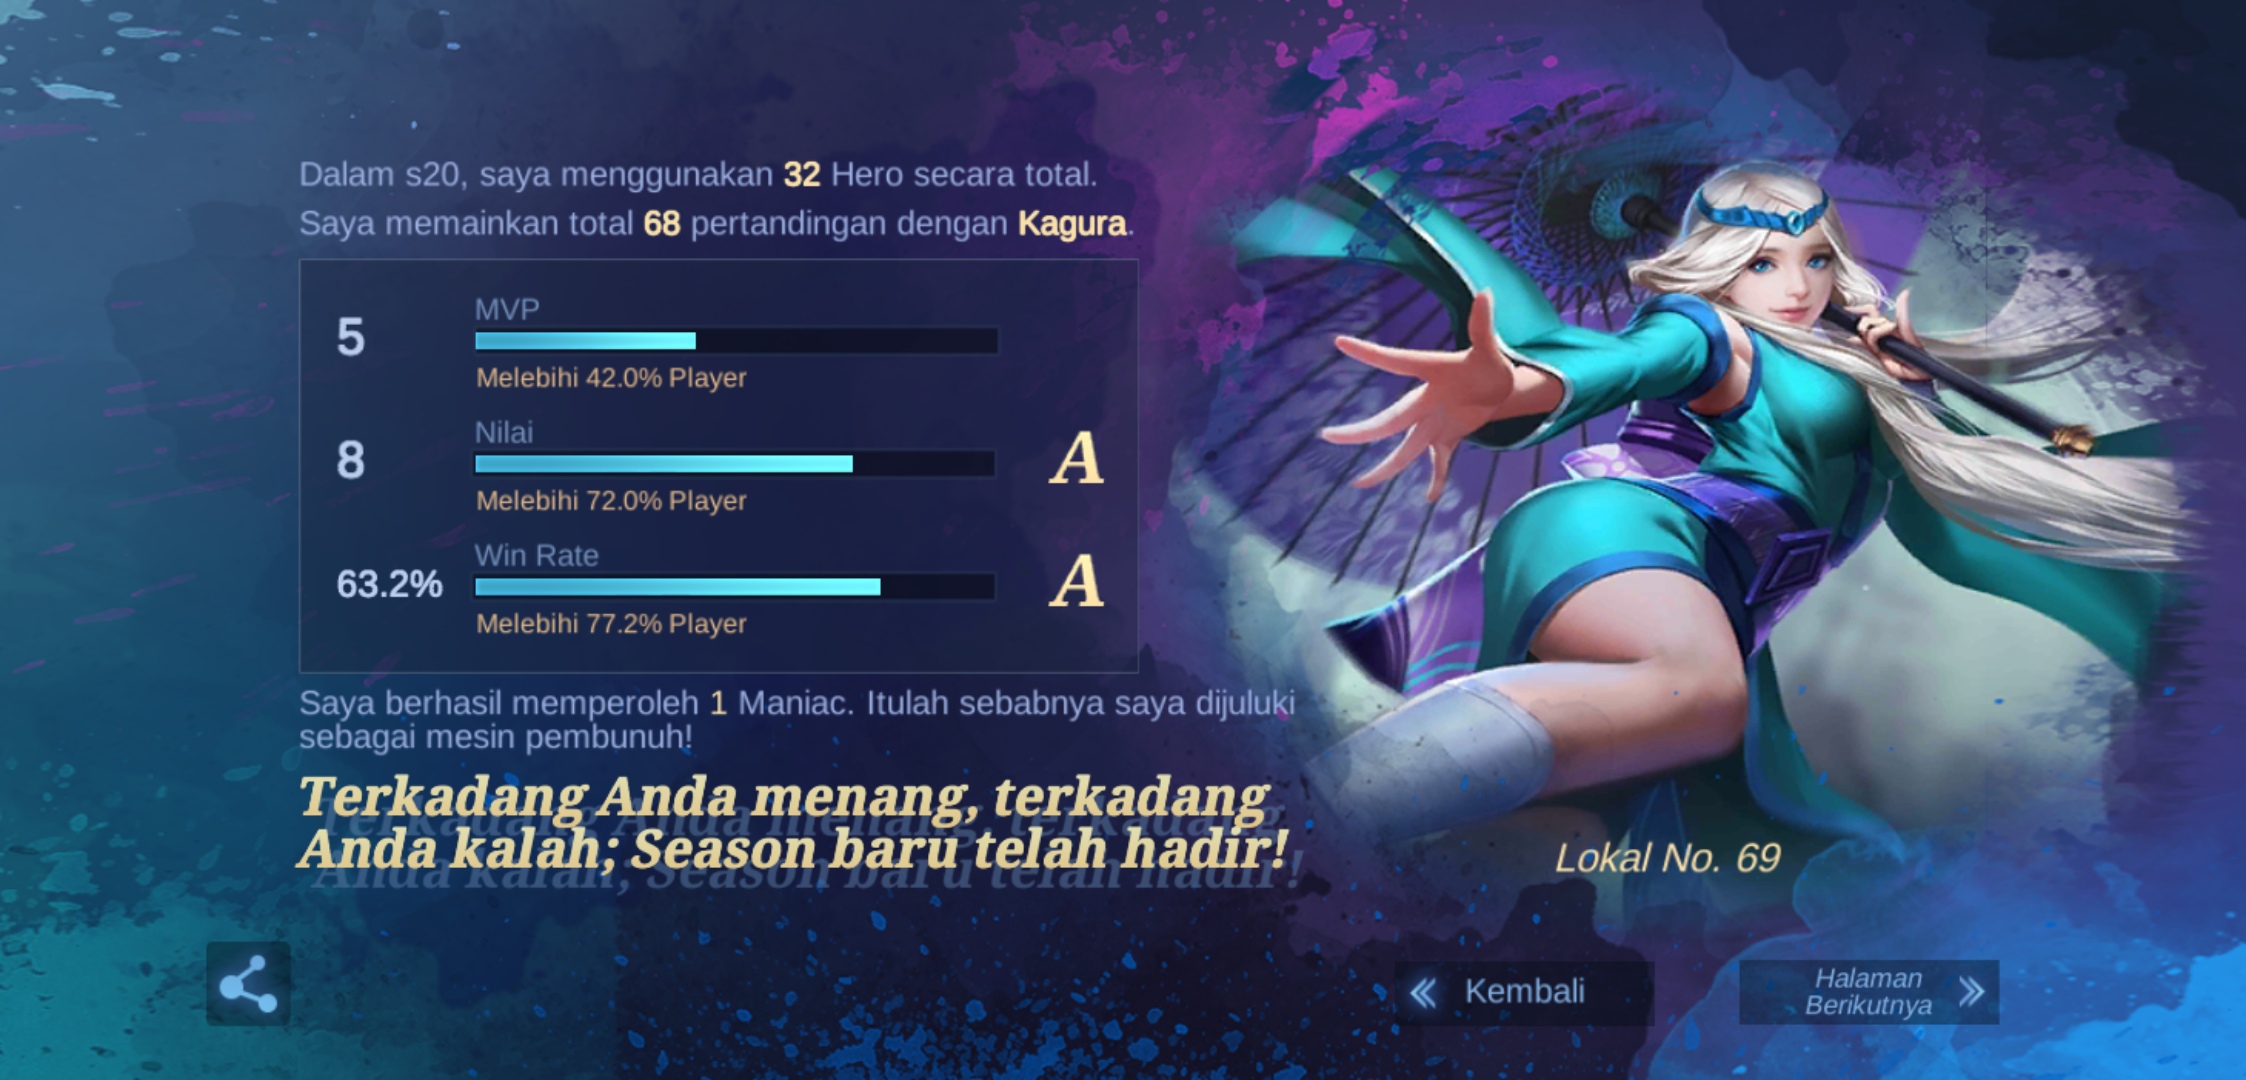 Dalam s20, saya menggunakan 32 Hero secara total.
Saya memainkan total 68 pertandingan dengan Kagura.
5
MVP
Melebihi 42.0% Player
8
Nilai
Melebihi 72.0% Player
A
63.2%
Win Rate
Melebihi 77.2% Player
A
Saya berhasil memperoleh 1 Maniac. Itulah sebabnya saya dijuluki
sebagai mesin pembunuh!
Terkadang Anda menang, terkadang
Anda kalah; Season baru telah hadir!
Lokal No. 69
Kembali
Halaman
Berikutnya